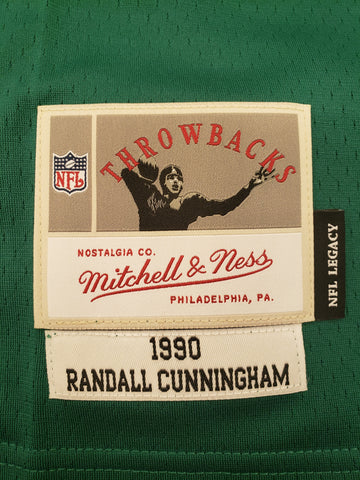 THROWBACKS
NFL
NOSTALGIA CO.
Mitchell & Ness
PHILADELPHIA, PA.
NFL LEGACY
1990
RANDALL CUNNINGHAM